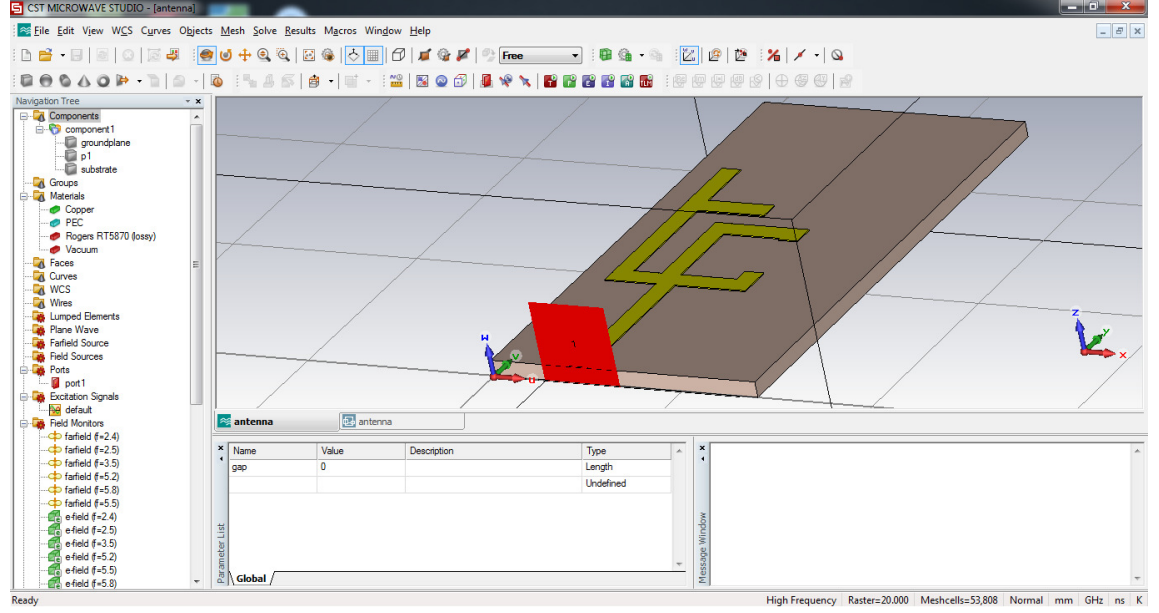 CST MICROWAVE STUDIO - [antenna]
File Edit View WCS Curves Objects Mesh Solve Results Macros Window Help
Free
Navigation Tree
Components
component1
groundplane
p1
substrate
Groups
Materials
Copper
PEC
Rogers RT5870 (lossy)
Vacuum
Faces
Curves
WCS
Wires
Lumped Elements
Plane Wave
Farfield Source
Field Sources
Ports
port1
Excitation Signals
default
Field Monitors
farfield (f=2.4)
farfield (f=2.5)
farfield (f=3.5)
farfield (f=5.2)
farfield (f=5.8)
farfield (f=5.5)
e-field (f=2.4)
e-field (f=2.5)
e-field (f=3.5)
e-field (f=5.2)
e-field (f=5.5)
e-field (f=5.8)
1
w
v
u
z
y
x
antenna
antenna
Parameter List
Name Value Description Type
gap 0 Length
Undefined
Global
Message Window
Ready
High Frequency Raster=20.000 Meshcells=53,808 Normal mm GHz ns K